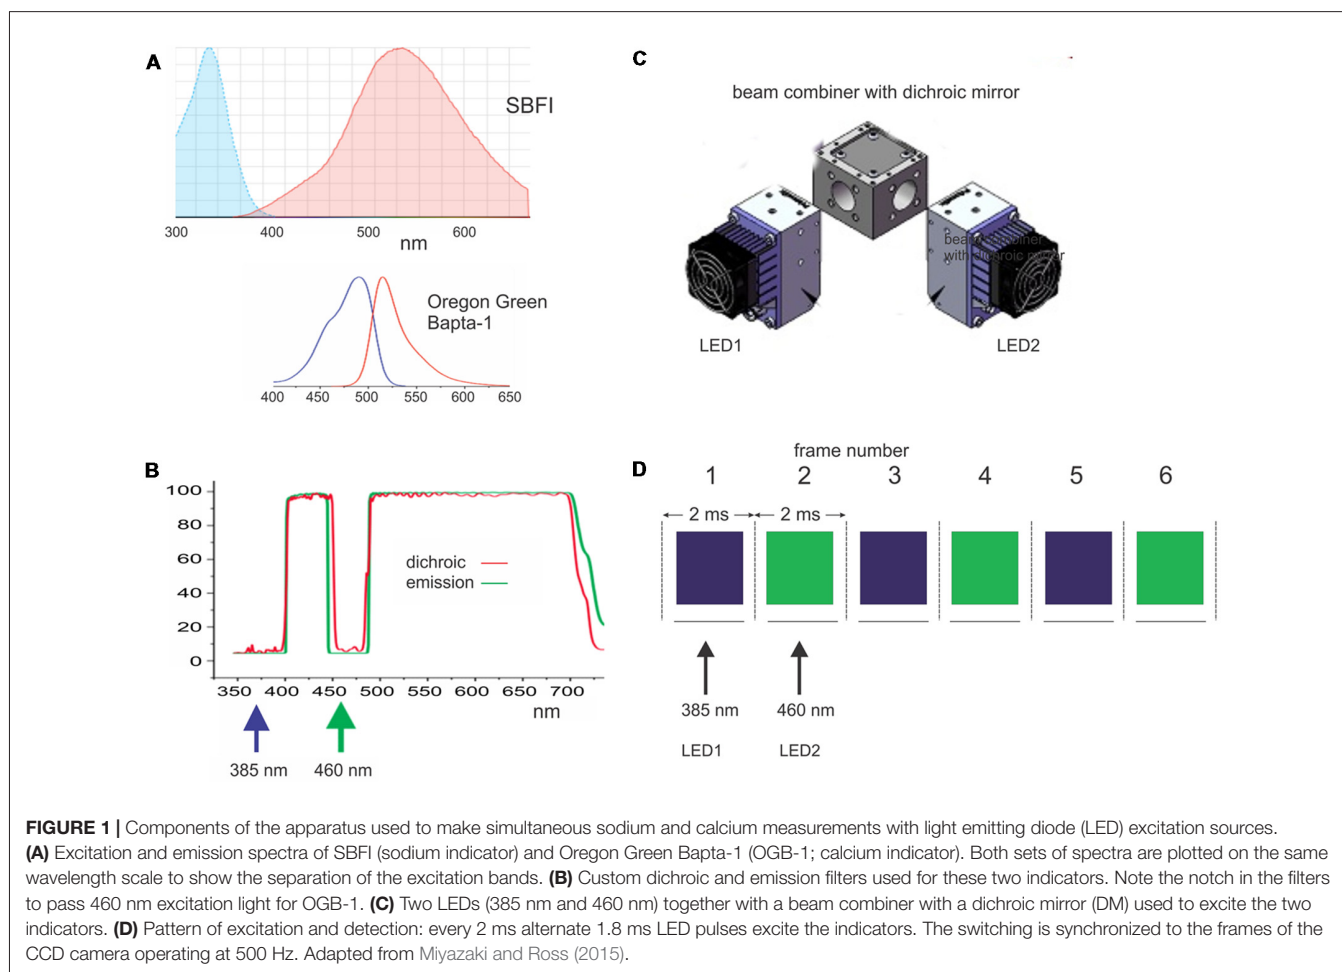 A
SBFI
300 400 500 600
nm
Oregon Green
Bapta-1
400 450 500 550 600 650
C
beam combiner with dichroic mirror
beam combiner
with dichroic mirror
LED1
LED2
B
100
80
60
40
20
0
dichroic
emission
350 400 450 500 550 600 650 700
nm
385 nm 460 nm
D
frame number
1 2 3 4 5 6
2 ms 2 ms
385 nm 460 nm
LED1 LED2
FIGURE 1 | Components of the apparatus used to make simultaneous sodium and calcium measurements with light emitting diode (LED) excitation sources.
(A) Excitation and emission spectra of SBFI (sodium indicator) and Oregon Green Bapta-1 (OGB-1; calcium indicator). Both sets of spectra are plotted on the same
wavelength scale to show the separation of the excitation bands. (B) Custom dichroic and emission filters used for these two indicators. Note the notch in the filters
to pass 460 nm excitation light for OGB-1. (C) Two LEDs (385 nm and 460 nm) together with a beam combiner with a dichroic mirror (DM) used to excite the two
indicators. (D) Pattern of excitation and detection: every 2 ms alternate 1.8 ms LED pulses excite the indicators. The switching is synchronized to the frames of the
CCD camera operating at 500 Hz. Adapted from Miyazaki and Ross (2015).